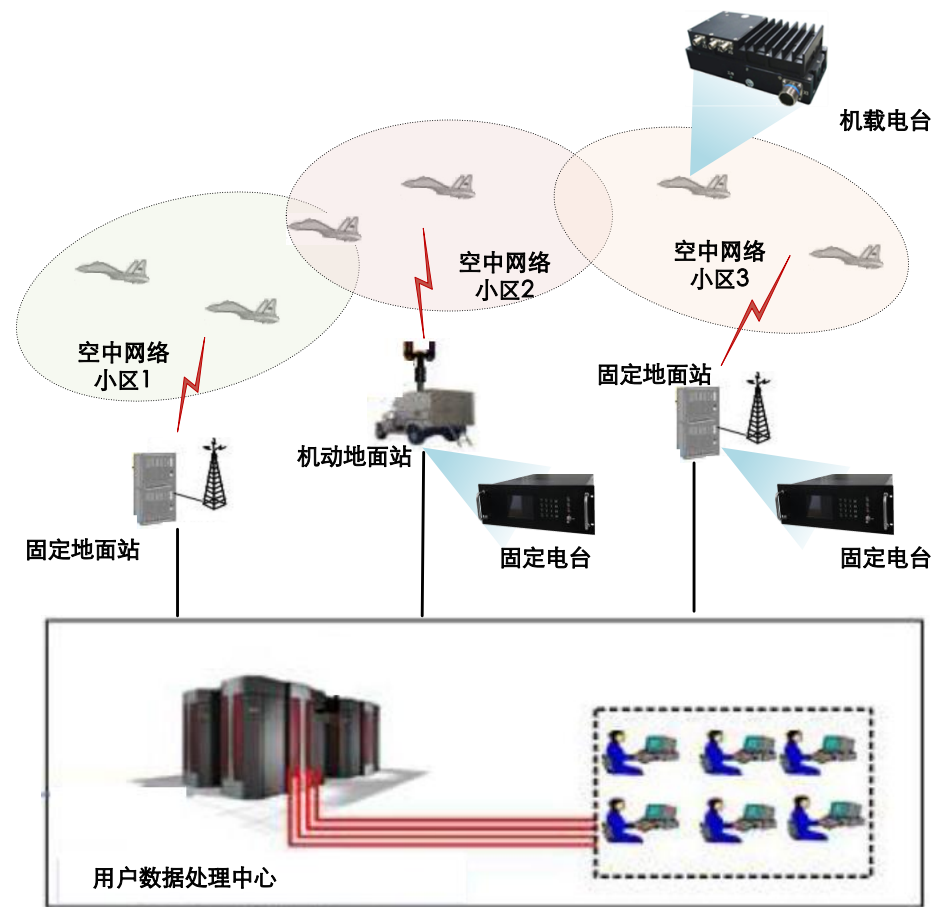 机载电台
空中网络
小区2
空中网络
小区3
空中网络
小区1
固定地面站
机动地面站
固定地面站
固定电台
固定电台
用户数据处理中心